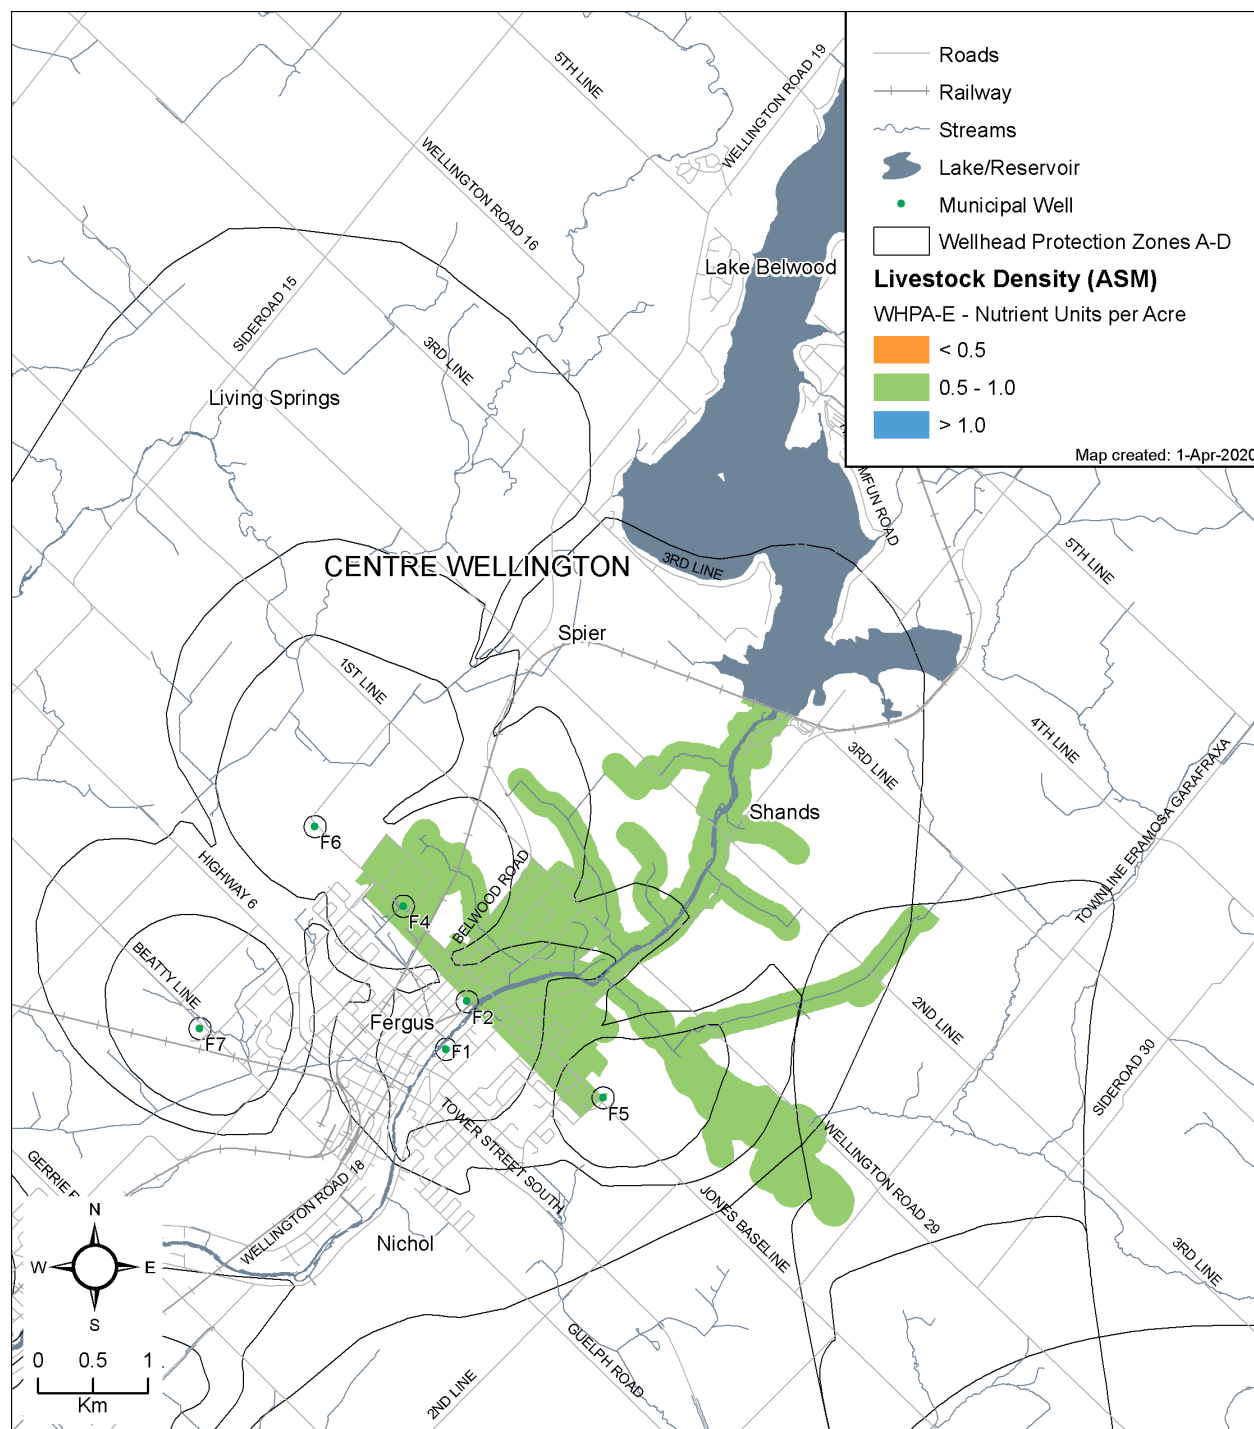 Roads
Railway
Streams
Lake/Reservoir
Municipal Well
Wellhead Protection Zones A-D
Livestock Density (ASM)
WHPA-E - Nutrient Units per Acre
< 0.5
0.5 - 1.0
> 1.0
Map created: 1-Apr-2020
5TH LINE
WELLINGTON ROAD 19
WELLINGTON ROAD 16
Lake Belwood
SIDEROAD 15
3RD LINE
Living Springs
MFUN ROAD
CENTRE WELLINGTON
3RD LINE
5TH LINE
Spier
1ST LINE
4TH LINE
3RD LINE
TOWNLINE ERAMOSA GARAFRAXA
Shands
F6
HIGHWAY 6
BELWOOD ROAD
F4
BEATTY LINE
2ND LINE
F2
Fergus
F7
F1
SIDEROAD 30
F5
TOWER STREET SOUTH
WELLINGTON ROAD 29
GERRIE
WELLINGTON ROAD 18
JONES BASELINE
Nichol
3RD LINE
N
W
E
S
0 0.5 1
Km
GUELPH ROAD
2ND LINE